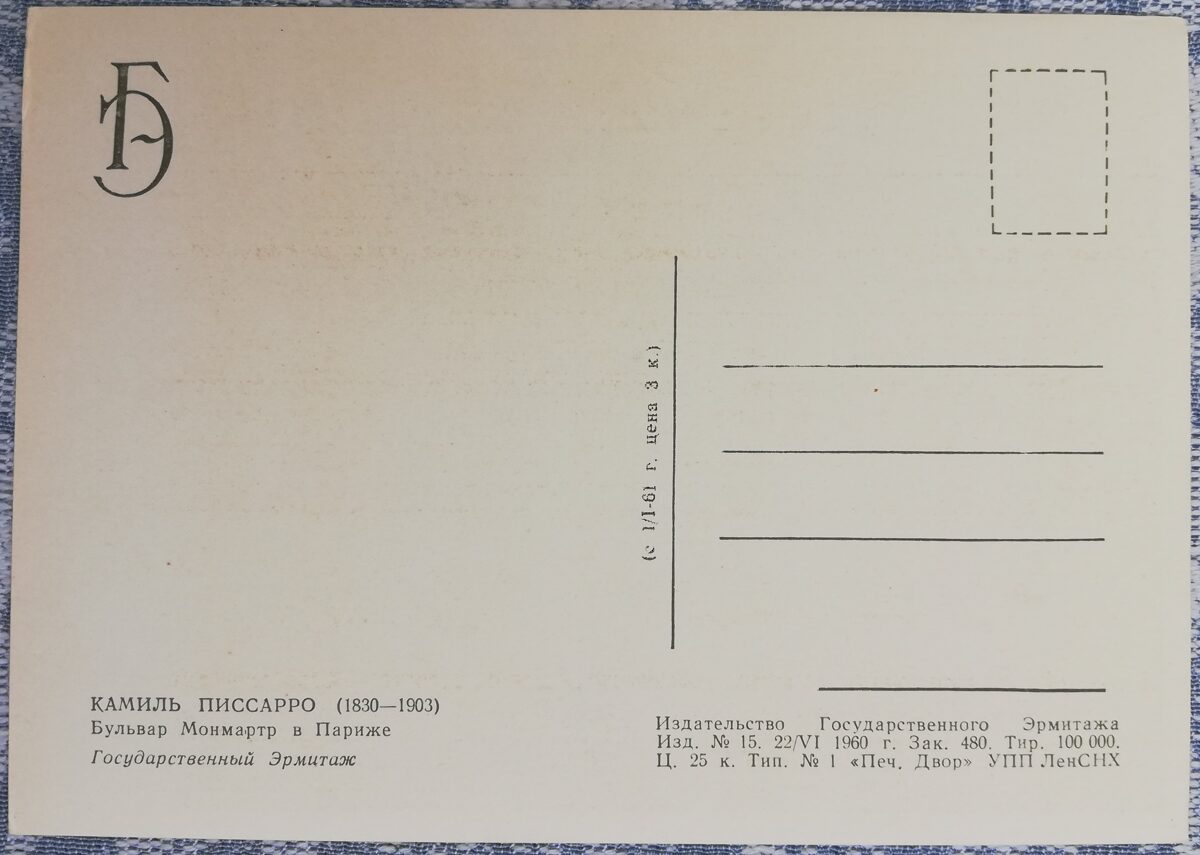 (с 1/I-61 г. цена 3 к.)
КАМИЛЬ ПИССАРРО (1830—1903)
Бульвар Монмартр в Париже
Государственный Эрмитаж
Издательство Государственного Эрмитажа
Изд. № 15. 22/VI 1960 г. Зак. 480. Тир. 100 000.
Ц. 25 к. Тип. № 1 «Печ. Двор» УПП ЛенСНХ